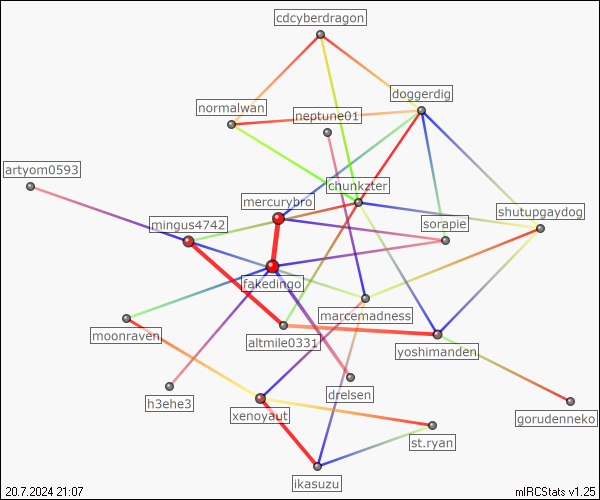 cdcyberdragon
doggerdig
normalwan
neptune01
artyom0593
chunkzter
mercurybro
shutupgaydog
mingus4742
sorapie
fakedingo
marcemadness
moonraven
altmile0331
yoshimanden
drelsen
h3ehe3
xenoyaut
gorudenneko
st.ryan
ikasuzu
20.7.2024 21:07
mIRCStats v1.25